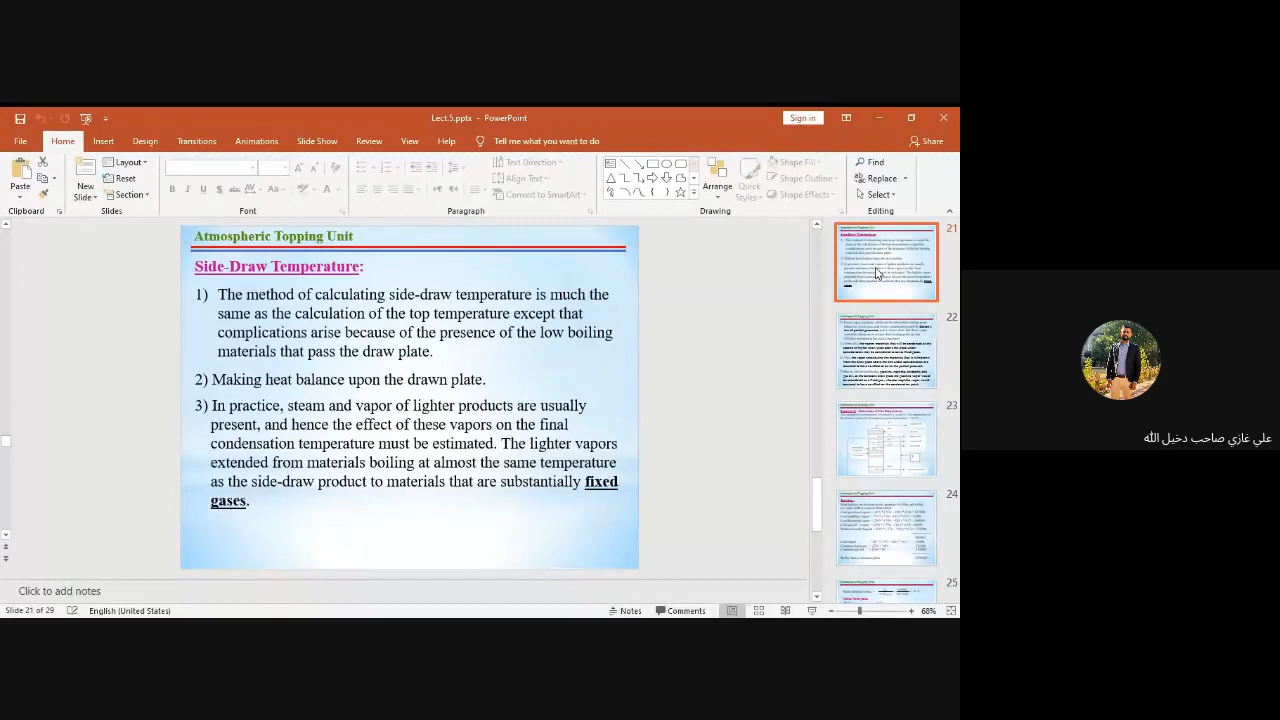 Lect.5.pptx - PowerPoint
Sign in
File Home Insert Design Transitions Animations Slide Show Review View Help Tell me what you want to do Share
Paste
Clipboard
New Slide
Layout
Reset
Section
Slides
B I U S abc AV Aa A
Font
Text Direction
Align Text
Convert to SmartArt
Paragraph
Arrange
Quick Styles
Shape Fill
Shape Outline
Shape Effects
Drawing
Find
Replace
Select
Editing
Atmospheric Topping Unit
Side-Draw Temperature:
1) The method of calculating side-draw temperature is much the
same as the calculation of the top temperature except that
complications arise because of the presence of the low boiling
materials that pass the draw plate.
2) Making heat balance upon the drawn plate.
3) In practice, steam and vapor of lighter products are usually
present, and hence the effect of these vapors on the final
condensation temperature must be estimated. The lighter vapors
extended from materials boiling at almost the same temperature
as the side-draw product to materials that are substantially fixed
gases.
21
22
23
24
25
Click to add notes
Slide 21 of 29 English (United States) Notes Comments 68%
علي غازي صاحب دخيل الله